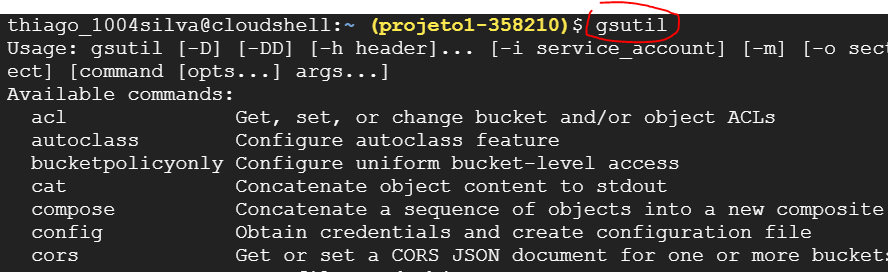 thiago_1004silva@cloudshell:~ (projeto1-358210)$ gsutil
Usage: gsutil [-D] [-DD] [-h header]... [-i service_account] [-m] [-o sect
ect] [command [opts...] args...]
Available commands:
acl Get, set, or change bucket and/or object ACLs
autoclass Configure autoclass feature
bucketpolicyonly Configure uniform bucket-level access
cat Concatenate object content to stdout
compose Concatenate a sequence of objects into a new composite
config Obtain credentials and create configuration file
cors Get or set a CORS JSON document for one or more buckets